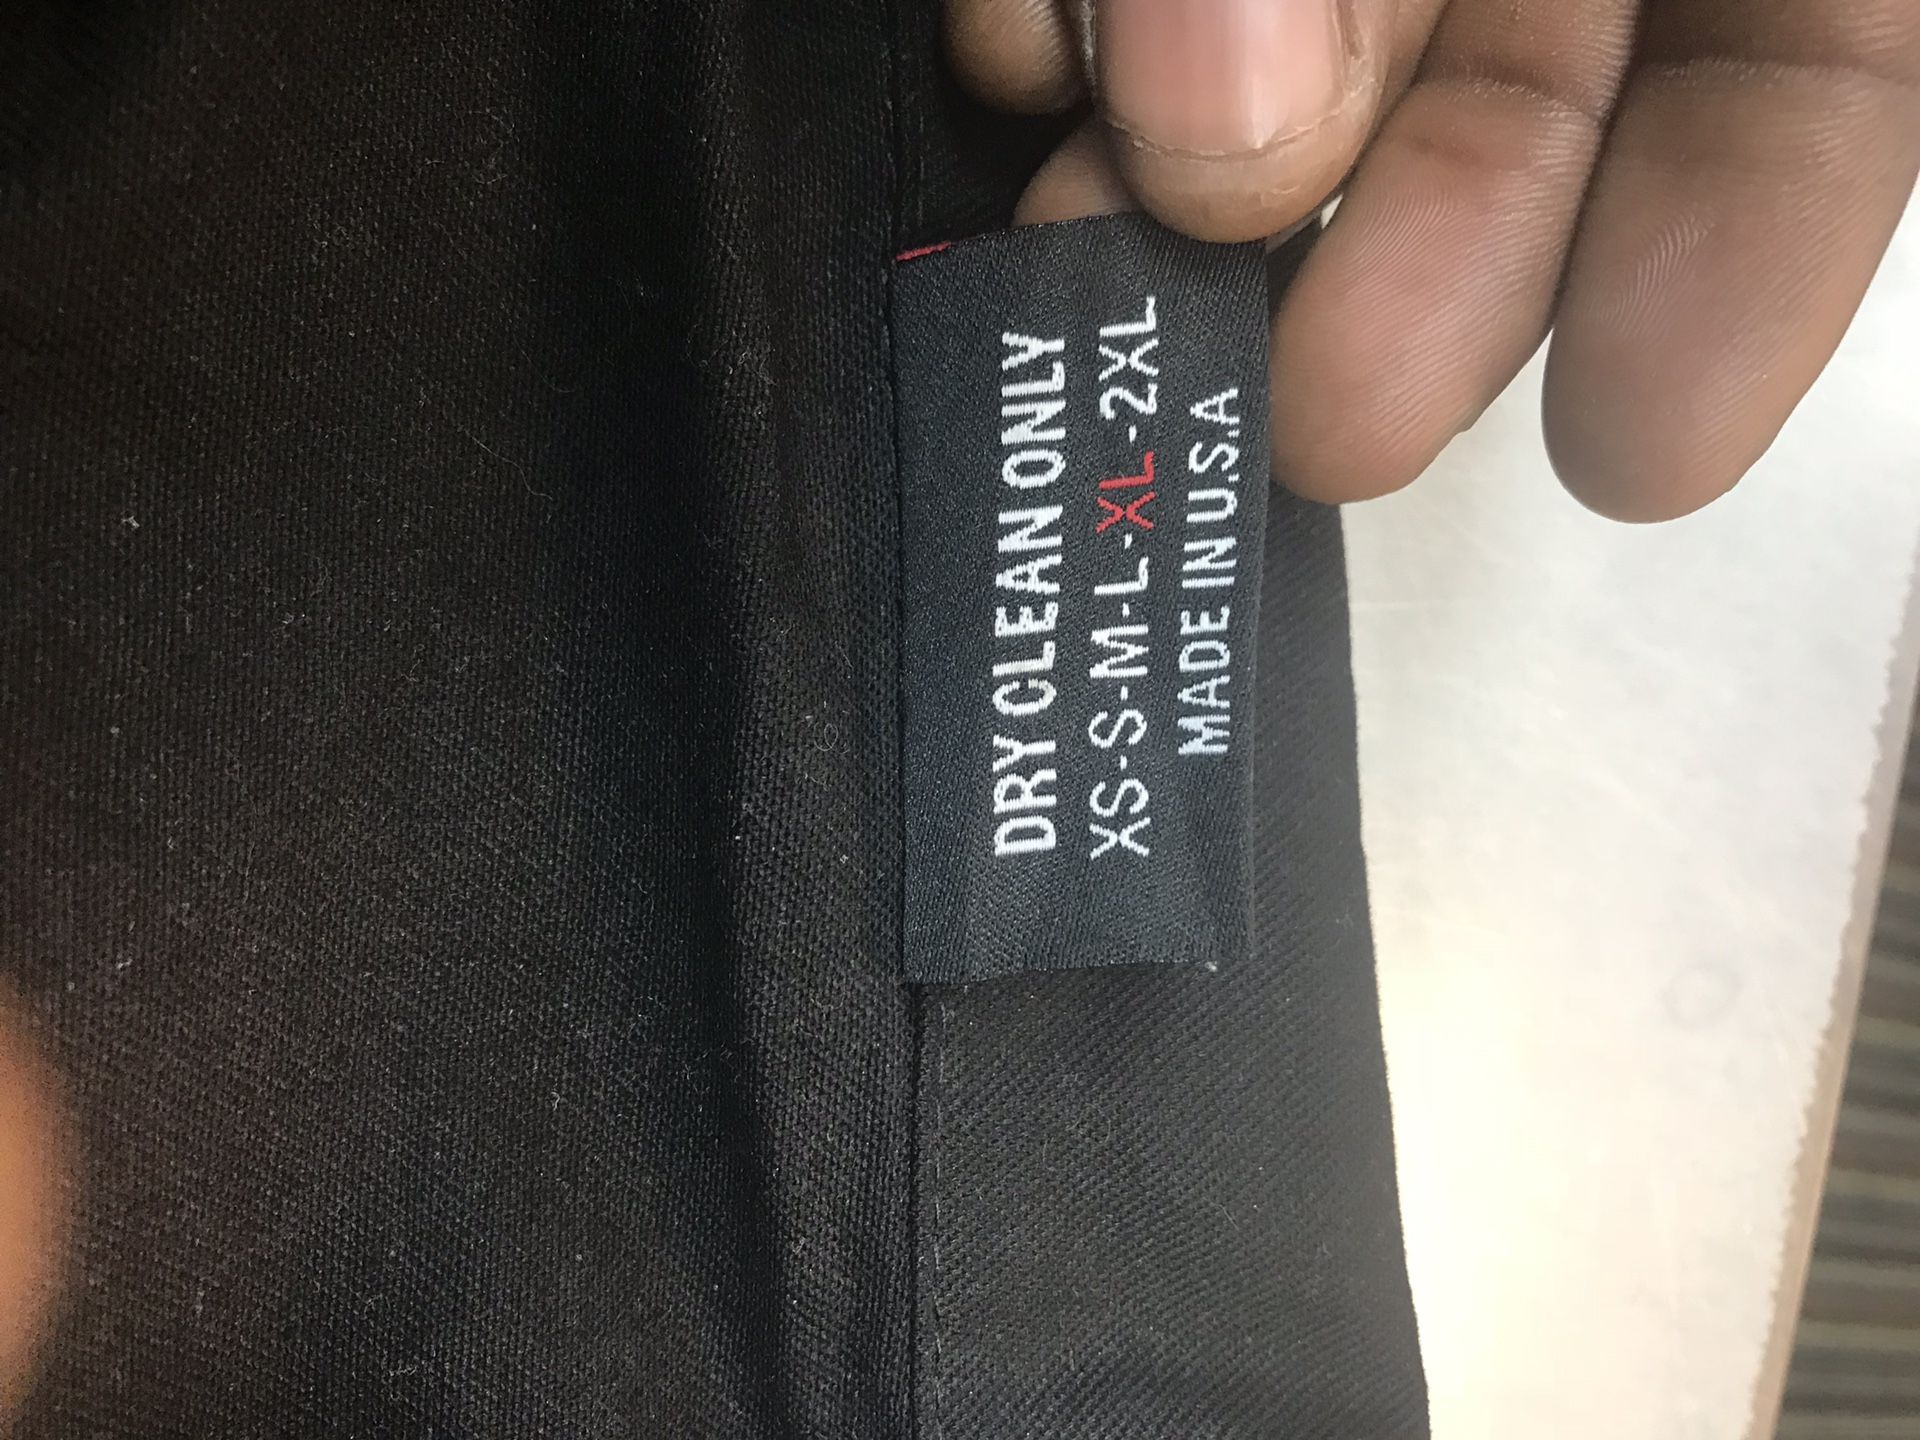 DRY CLEAN ONLY
XS-S-M-L-XL-2XL
MADE IN U.S.A